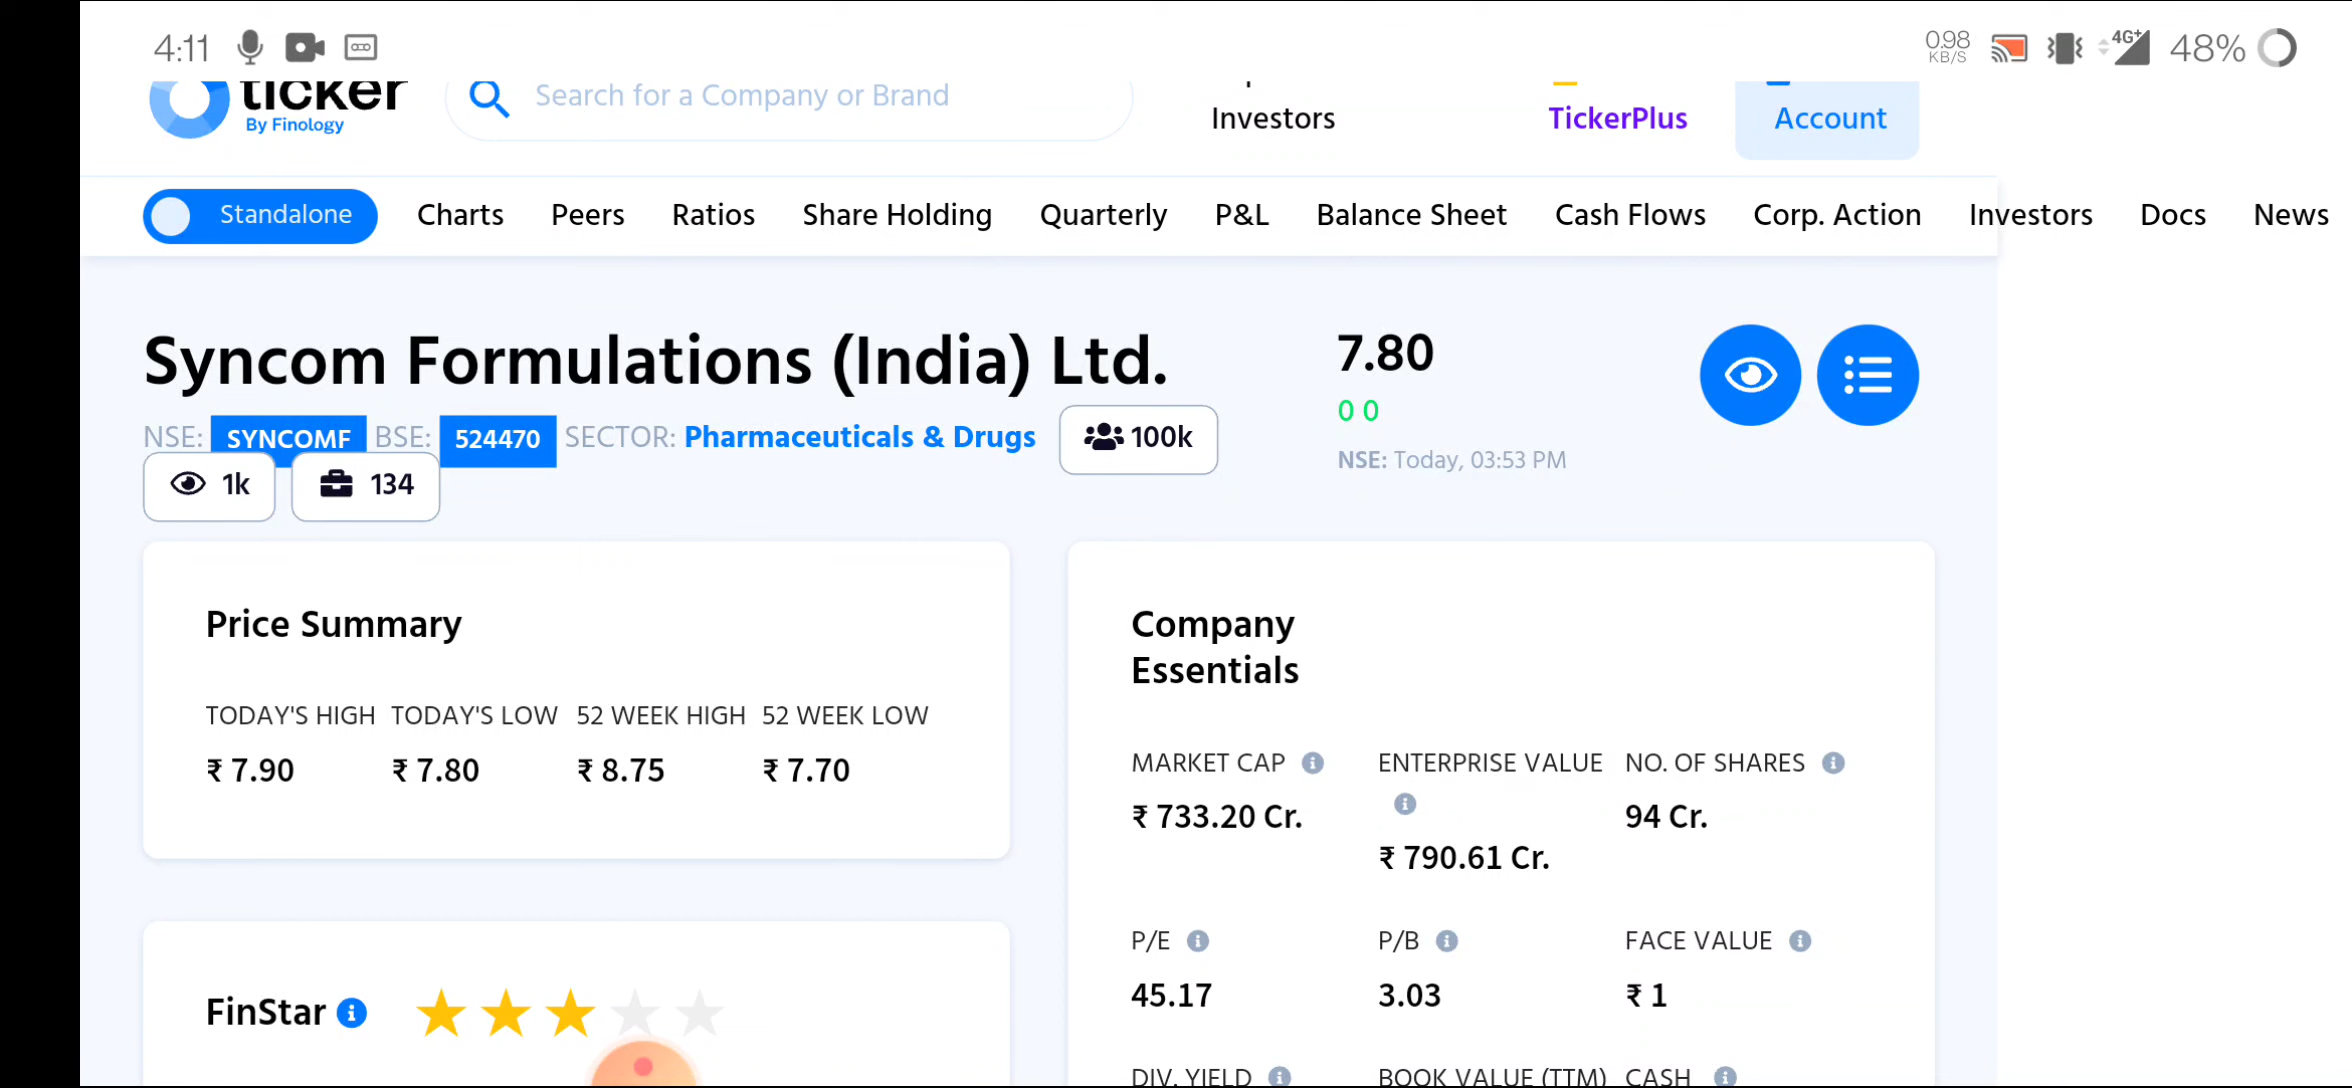 4:11 0.98 KB/S 4G+ 48%
ticker
By Finology
Search for a Company or Brand
Investors
TickerPlus
Account
Standalone Charts Peers Ratios Share Holding Quarterly P&L Balance Sheet Cash Flows Corp. Action Investors Docs News
Syncom Formulations (India) Ltd.
NSE: SYNCOMF BSE: 524470 SECTOR: Pharmaceuticals & Drugs 100k
1k 134
7.80
0 0
NSE: Today, 03:53 PM
Price Summary
TODAY'S HIGH TODAY'S LOW 52 WEEK HIGH 52 WEEK LOW
₹ 7.90 ₹ 7.80 ₹ 8.75 ₹ 7.70
FinStar
Company
Essentials
MARKET CAP ENTERPRISE VALUE NO. OF SHARES
₹ 733.20 Cr. ₹ 790.61 Cr. 94 Cr.
P/E P/B FACE VALUE
45.17 3.03 ₹ 1
DIV. YIELD BOOK VALUE (TTM) CASH